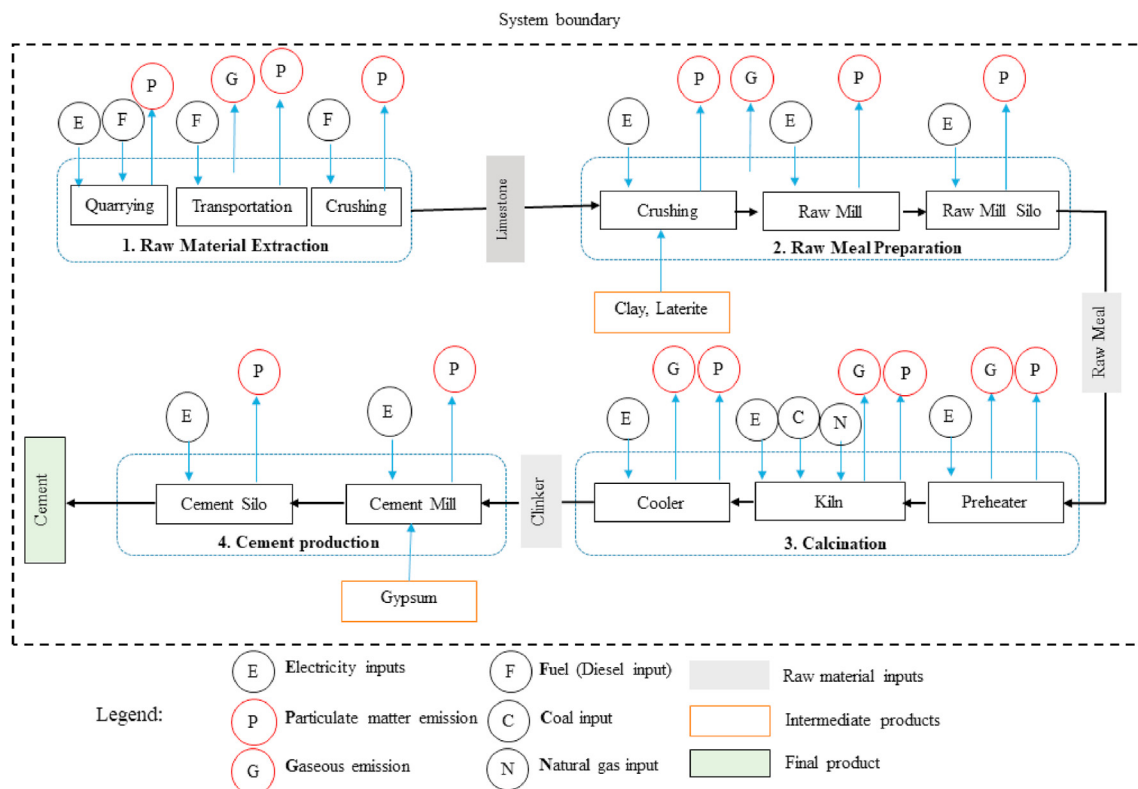 System boundary
P G P P
E F F F
Quarrying Transportation Crushing
1. Raw Material Extraction
Limestone
P G P P
E E E
Crushing Raw Mill Raw Mill Silo
2. Raw Meal Preparation
Clay, Laterite
Raw Meal
G P G P G P
E E C N E
Cooler Kiln Preheater
3. Calcination
Clinker
P P
E E
Cement Silo Cement Mill
4. Cement production
Gypsum
Cement
Legend:
E Electricity inputs
P Particulate matter emission
G Gaseous emission
F Fuel (Diesel input)
C Coal input
N Natural gas input
Raw material inputs
Intermediate products
Final product